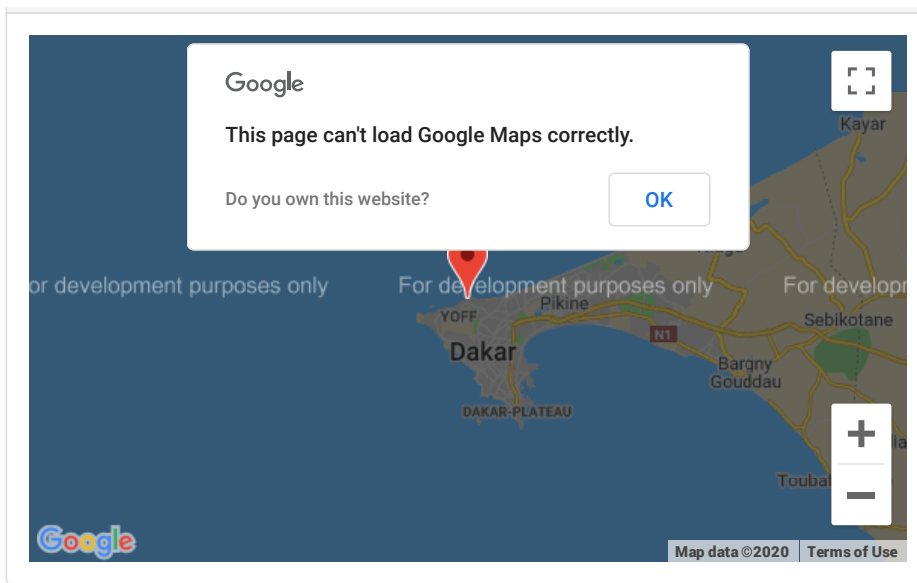 Google
This page can't load Google Maps correctly.
Do you own this website?
OK
Kayar
or development purposes only
For development purposes only
For develop
YOFF
Pikine
N1
Sebikotane
Dakar
Bargny
Gouddau
DAKAR-PLATEAU
Google
Map data ©2020
Terms of Use